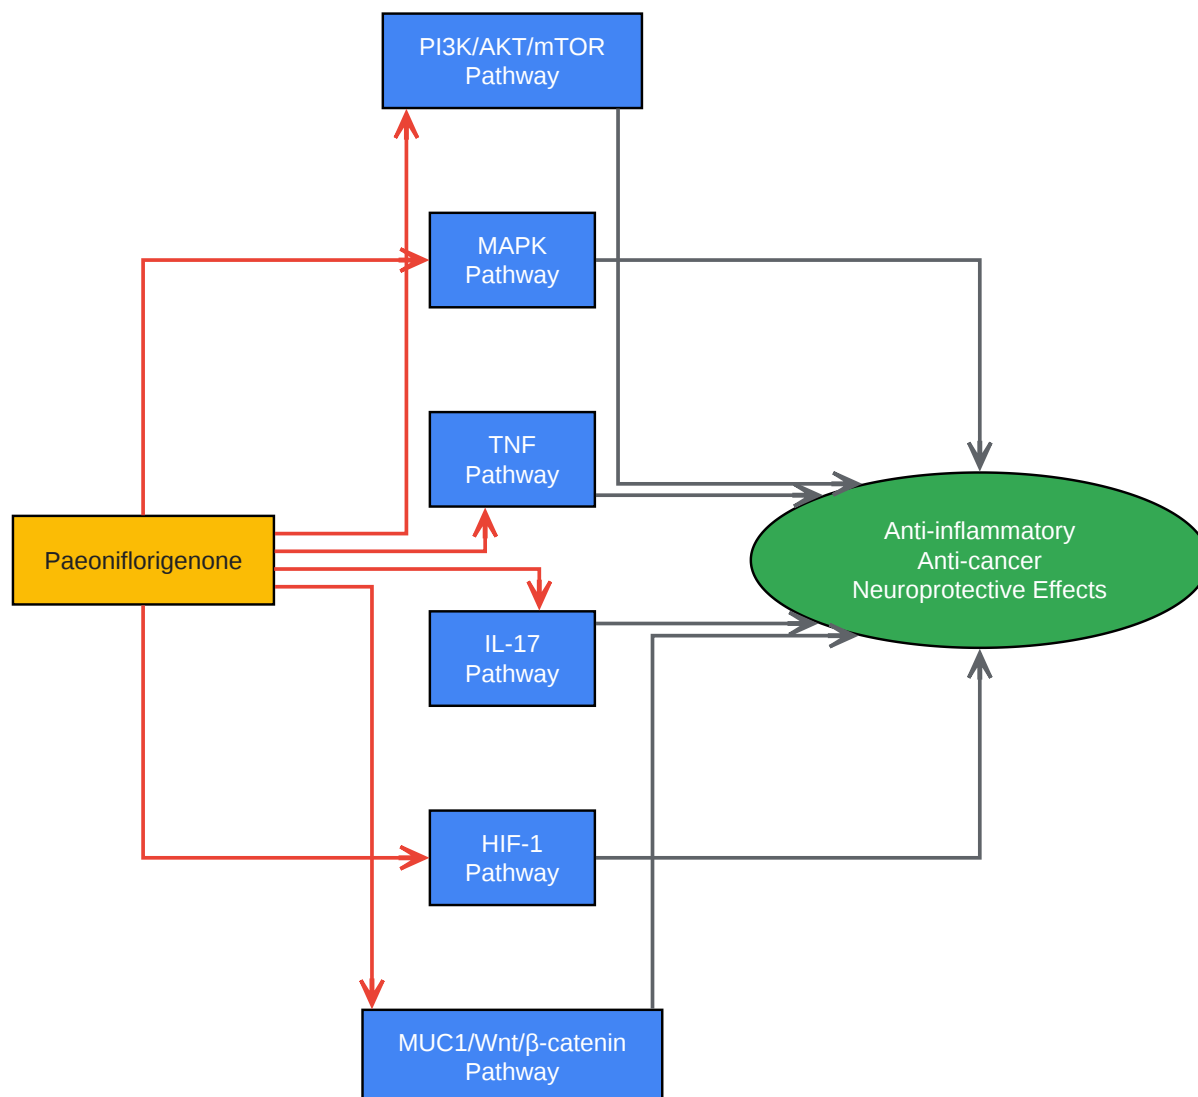 PI3K/AKT/mTOR
Pathway
MAPK
Pathway
TNF
Pathway
Paeoniflorigenone
Anti-inflammatory
Anti-cancer
Neuroprotective Effects
IL-17
Pathway
HIF-1
Pathway
MUC1/Wnt/β-catenin
Pathway